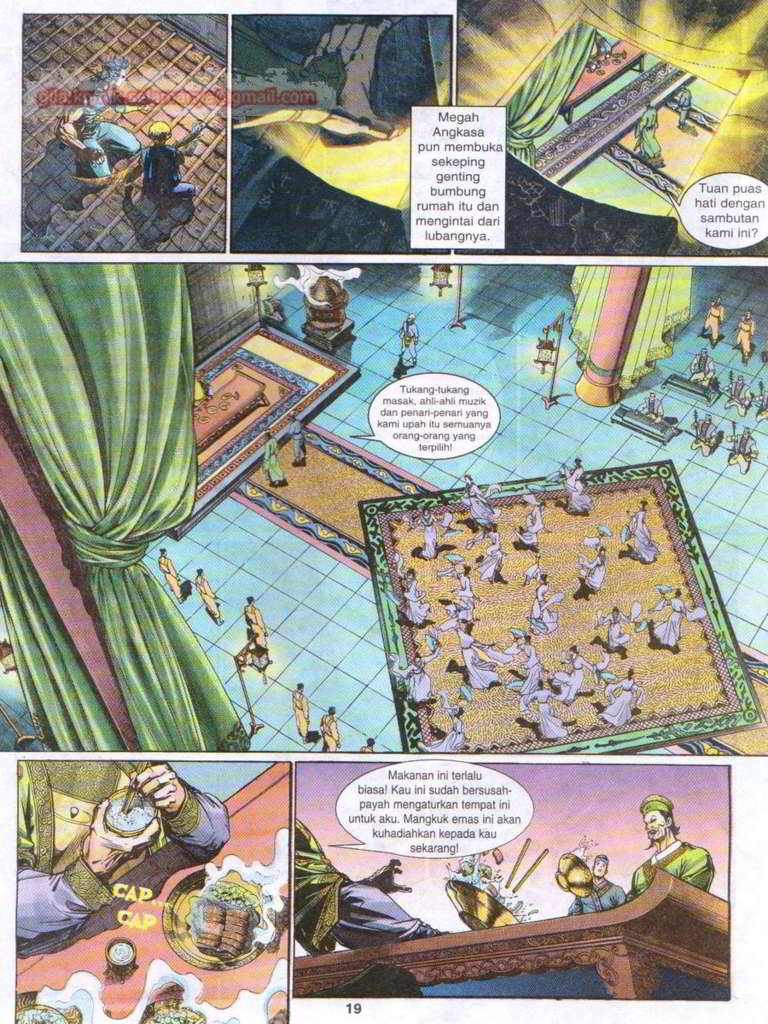 Megah
Angkasa
pun membuka
sekeping
genting
bumbung
rumah itu dan
mengintai dari
lubangnya.
Tuan puas
hati dengan
sambutan
kami ini?
Tukang-tukang
masak, ahli-ahli muzik
dan penari-penari yang
kami upah itu semuanya
orang-orang yang
terpilih!
CAP...
CAP
Makanan ini terlalu
biasa! Kau ini sudah bersusah-
payah mengaturkan tempat ini
untuk aku. Mangkuk emas ini akan
kuhadiahkan kepada kau
sekarang!
19